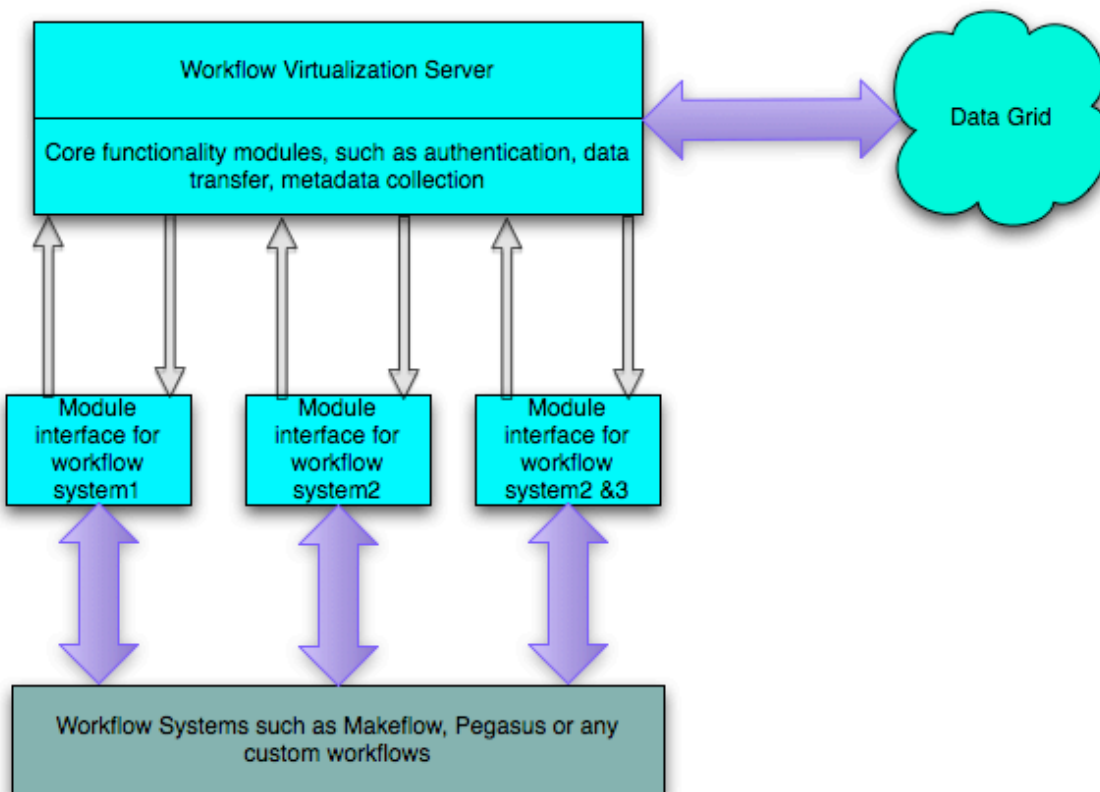 Workflow Virtualization Server
Data Grid
Core functionality modules, such as authentication, data
transfer, metadata collection
Module
interface for
workflow
system1
Module
interface for
workflow
system2
Module
interface for
workflow
system2 &3
Workflow Systems such as Makeflow, Pegasus or any
custom workflows